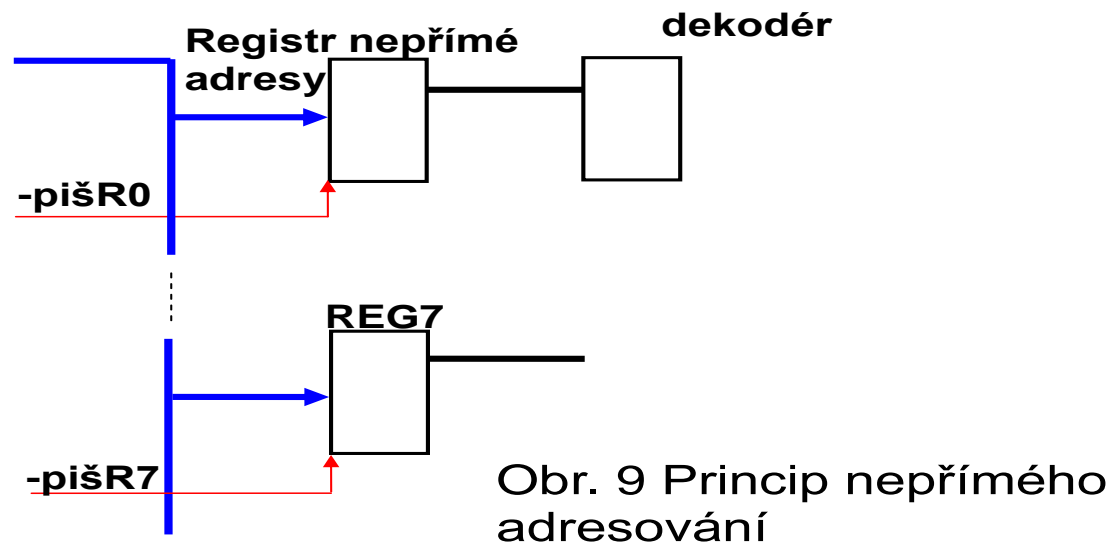 dekodér
Registr nepřímé
adresy
-pišR0
REG7
-pišR7
Obr. 9 Princip nepřímého
adresování